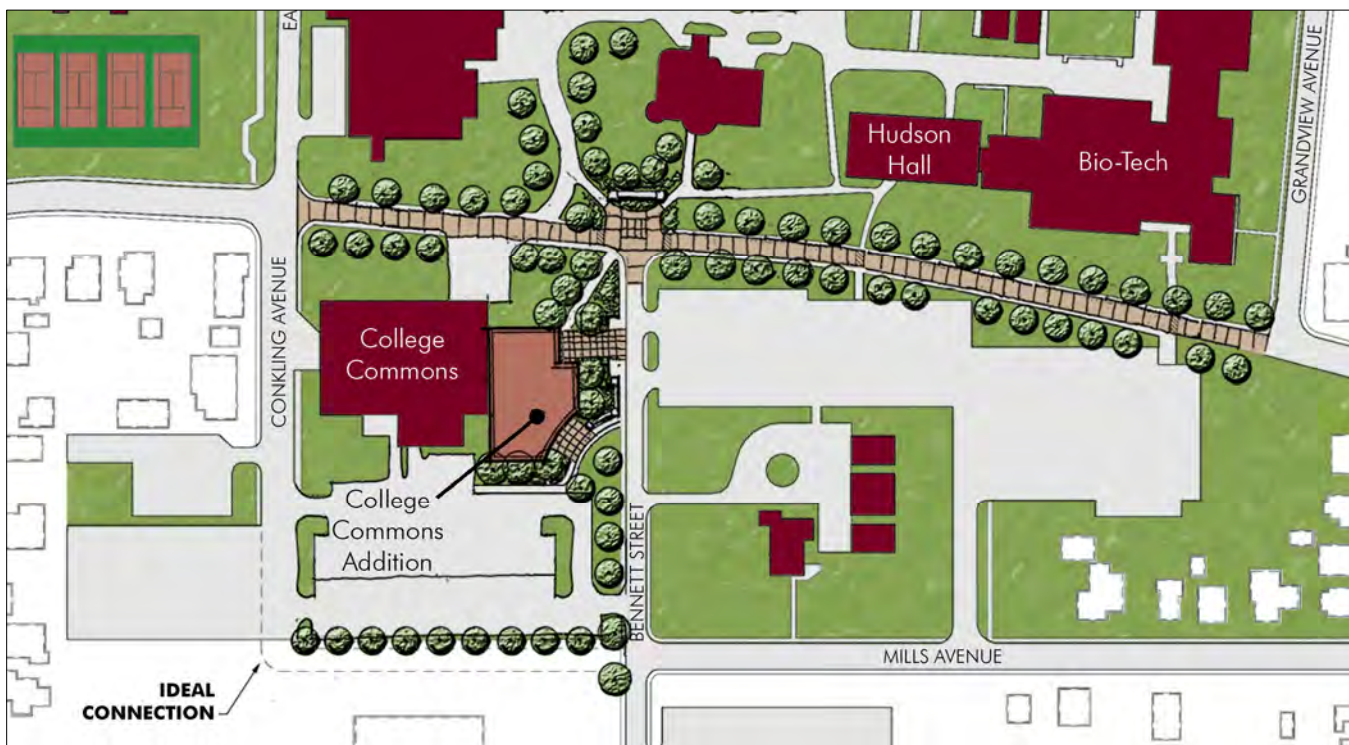 EA
GRANDVIEW AVENUE
Hudson
Hall
Bio-Tech
CONKLING AVENUE
College
Commons
College
Commons
Addition
BENNETT STREET
MILLS AVENUE
IDEAL
CONNECTION